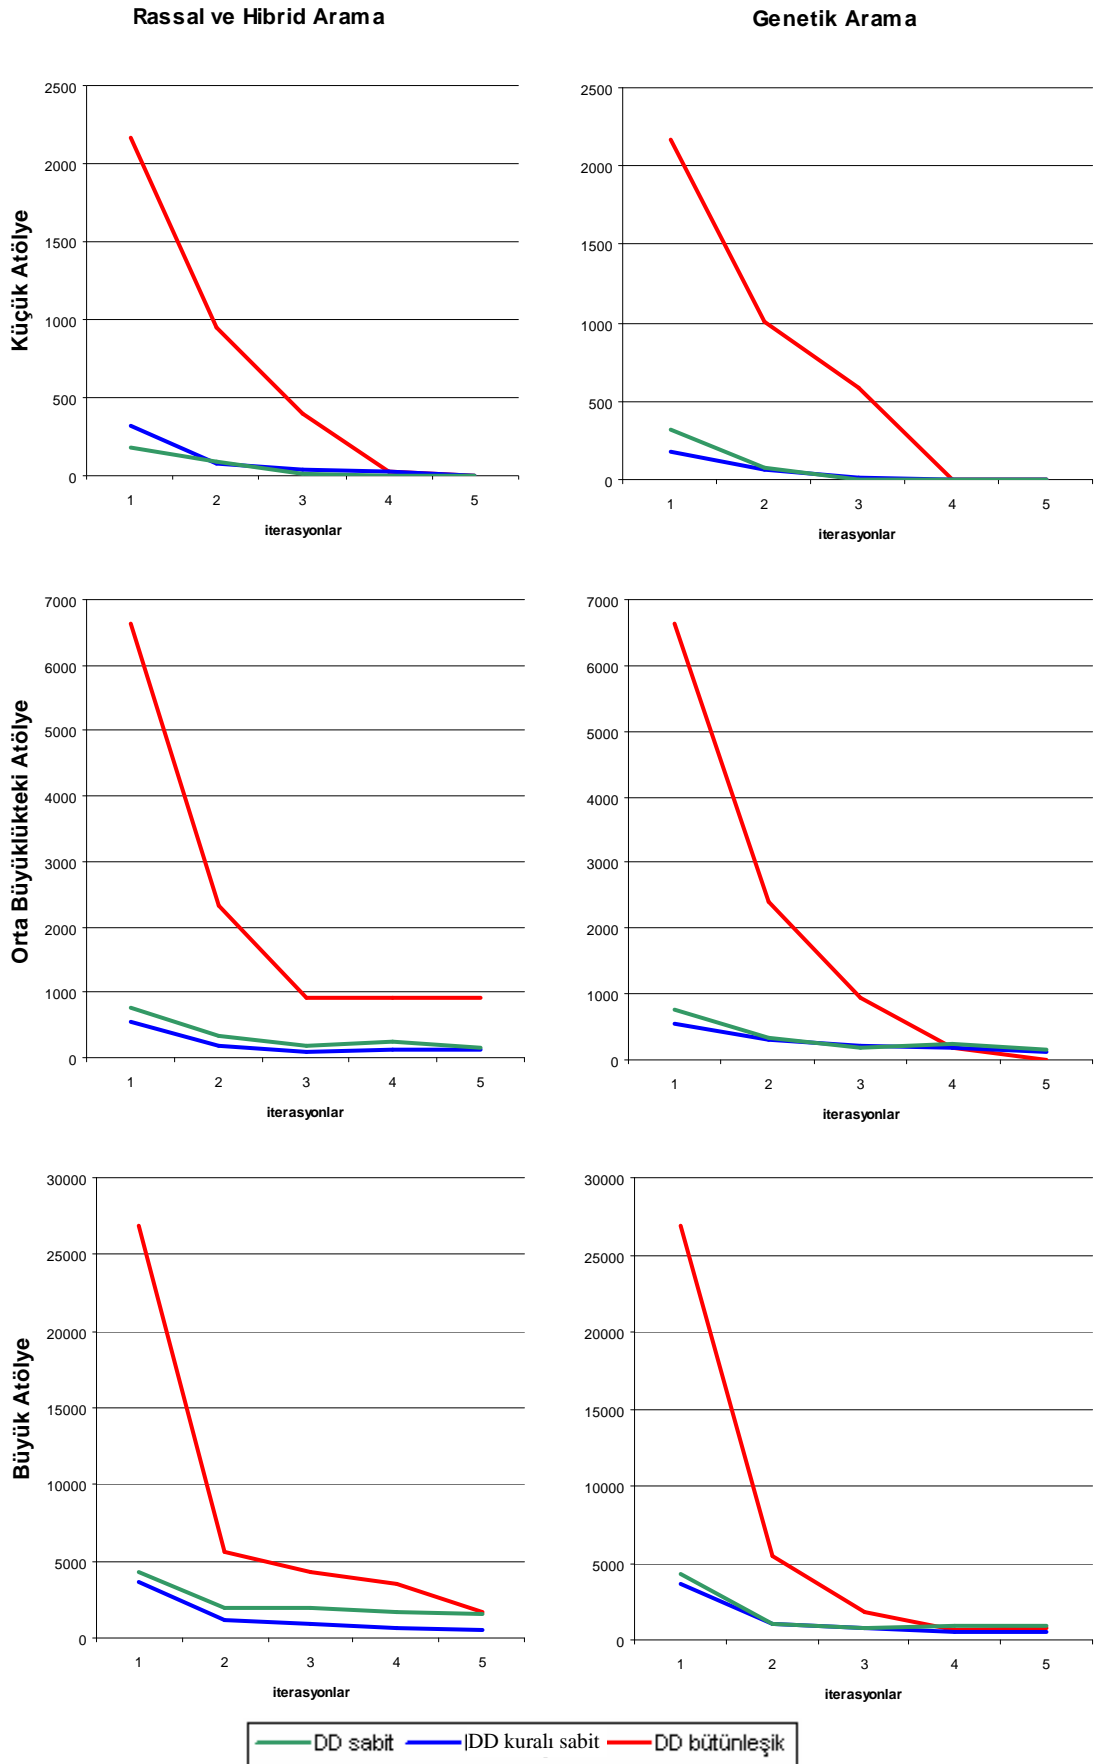 Rassal ve Hibrid Arama
Genetik Arama
Küçük Atölye
2500
2000
1500
1000
500
0
1 2 3 4 5
iterasyonlar
2500
2000
1500
1000
500
0
1 2 3 4 5
iterasyonlar
Orta Büyüklükteki Atölye
7000
6000
5000
4000
3000
2000
1000
0
1 2 3 4 5
iterasyonlar
7000
6000
5000
4000
3000
2000
1000
0
1 2 3 4 5
iterasyonlar
Büyük Atölye
30000
25000
20000
15000
10000
5000
0
1 2 3 4 5
iterasyonlar
30000
25000
20000
15000
10000
5000
0
1 2 3 4 5
iterasyonlar
DD sabit |DD kuralı sabit DD bütünleşik